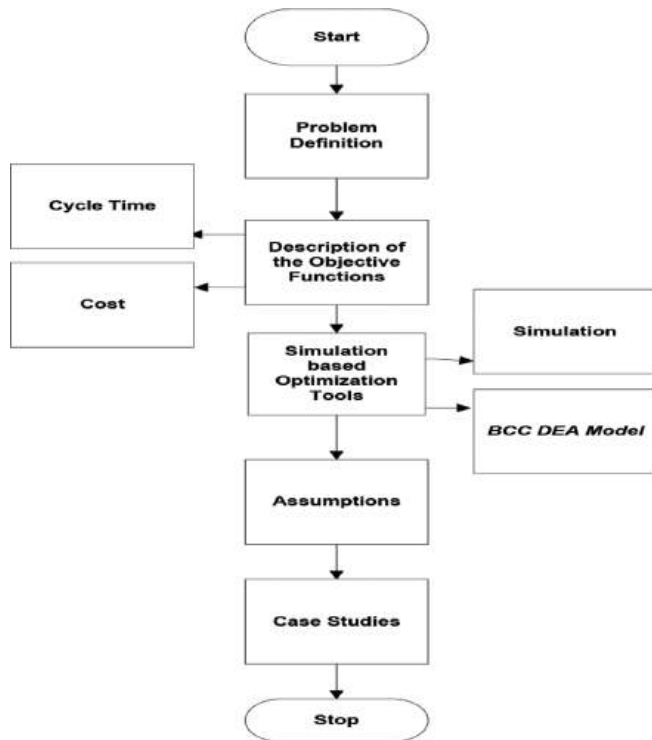 Start
Problem
Definition
Cycle Time
Description of
the Objective
Functions
Cost
Simulation
based
Optimization
Tools
Simulation
BCC DEA Model
Assumptions
Case Studies
Stop